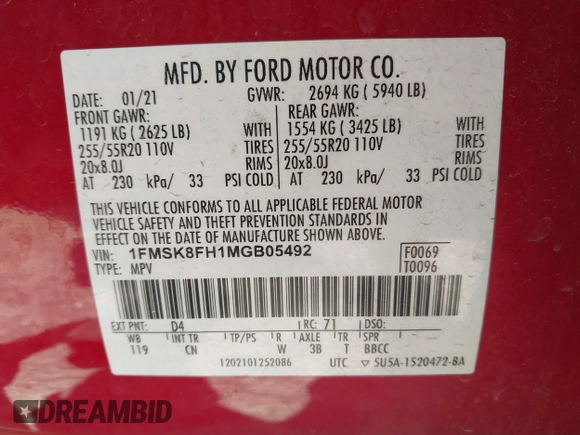 MFD. BY FORD MOTOR CO.
DATE: 01/21 GVWR: 2694 KG ( 5940 LB)
FRONT GAWR: REAR GAWR:
1191 KG ( 2625 LB) WITH 1554 KG ( 3425 LB) WITH
255/55R20 110V TIRES 255/55R20 110V TIRES
20x8.0J RIMS 20x8.0J RIMS
AT 230 kPa/ 33 PSI COLD AT 230 kPa/ 33 PSI COLD
THIS VEHICLE CONFORMS TO ALL APPLICABLE FEDERAL MOTOR
VEHICLE SAFETY AND THEFT PREVENTION STANDARDS IN
EFFECT ON THE DATE OF MANUFACTURE SHOWN ABOVE.
VIN: 1FMSK8FH1MGB05492 F0069
TYPE: MPV T0096
EXT PNT: D4 RC: 71 DSO:
WB INT TR TP/PS R AXLE TR SPR
119 CN W 3B T BBCC
1202101252086 UTC ▽ 5U5A-1520472-BA
DREAMBID